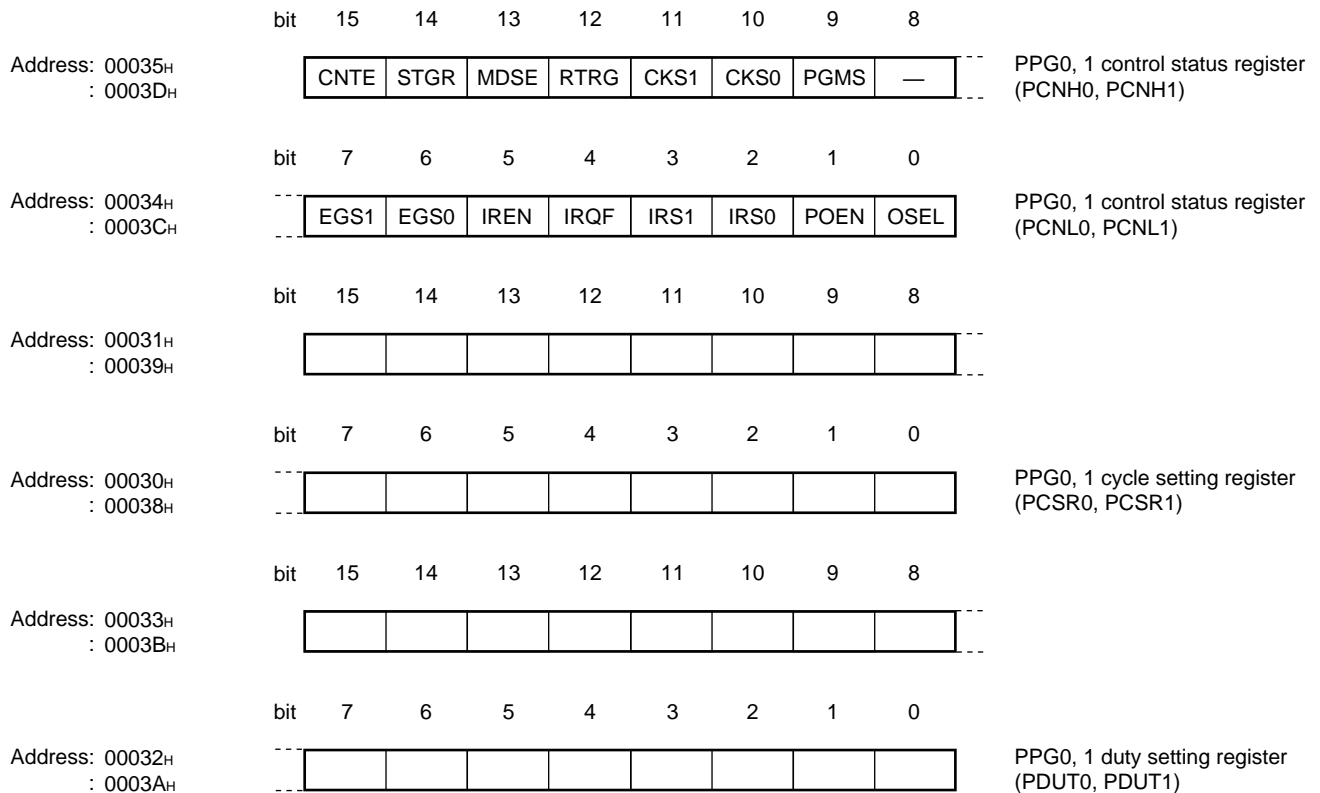 bit 15 14 13 12 11 10 9 8
Address: 00035H CNTE STGR MDSE RTRG CKS1 CKS0 PGMS — PPG0, 1 control status register
: 0003DH (PCNH0, PCNH1)
bit 7 6 5 4 3 2 1 0
Address: 00034H EGS1 EGS0 IREN IRQF IRS1 IRS0 POEN OSEL PPG0, 1 control status register
: 0003CH (PCNL0, PCNL1)
bit 15 14 13 12 11 10 9 8
Address: 00031H
: 00039H
bit 7 6 5 4 3 2 1 0
Address: 00030H PPG0, 1 cycle setting register
: 00038H (PCSR0, PCSR1)
bit 15 14 13 12 11 10 9 8
Address: 00033H
: 0003BH
bit 7 6 5 4 3 2 1 0
Address: 00032H PPG0, 1 duty setting register
: 0003AH (PDUT0, PDUT1)